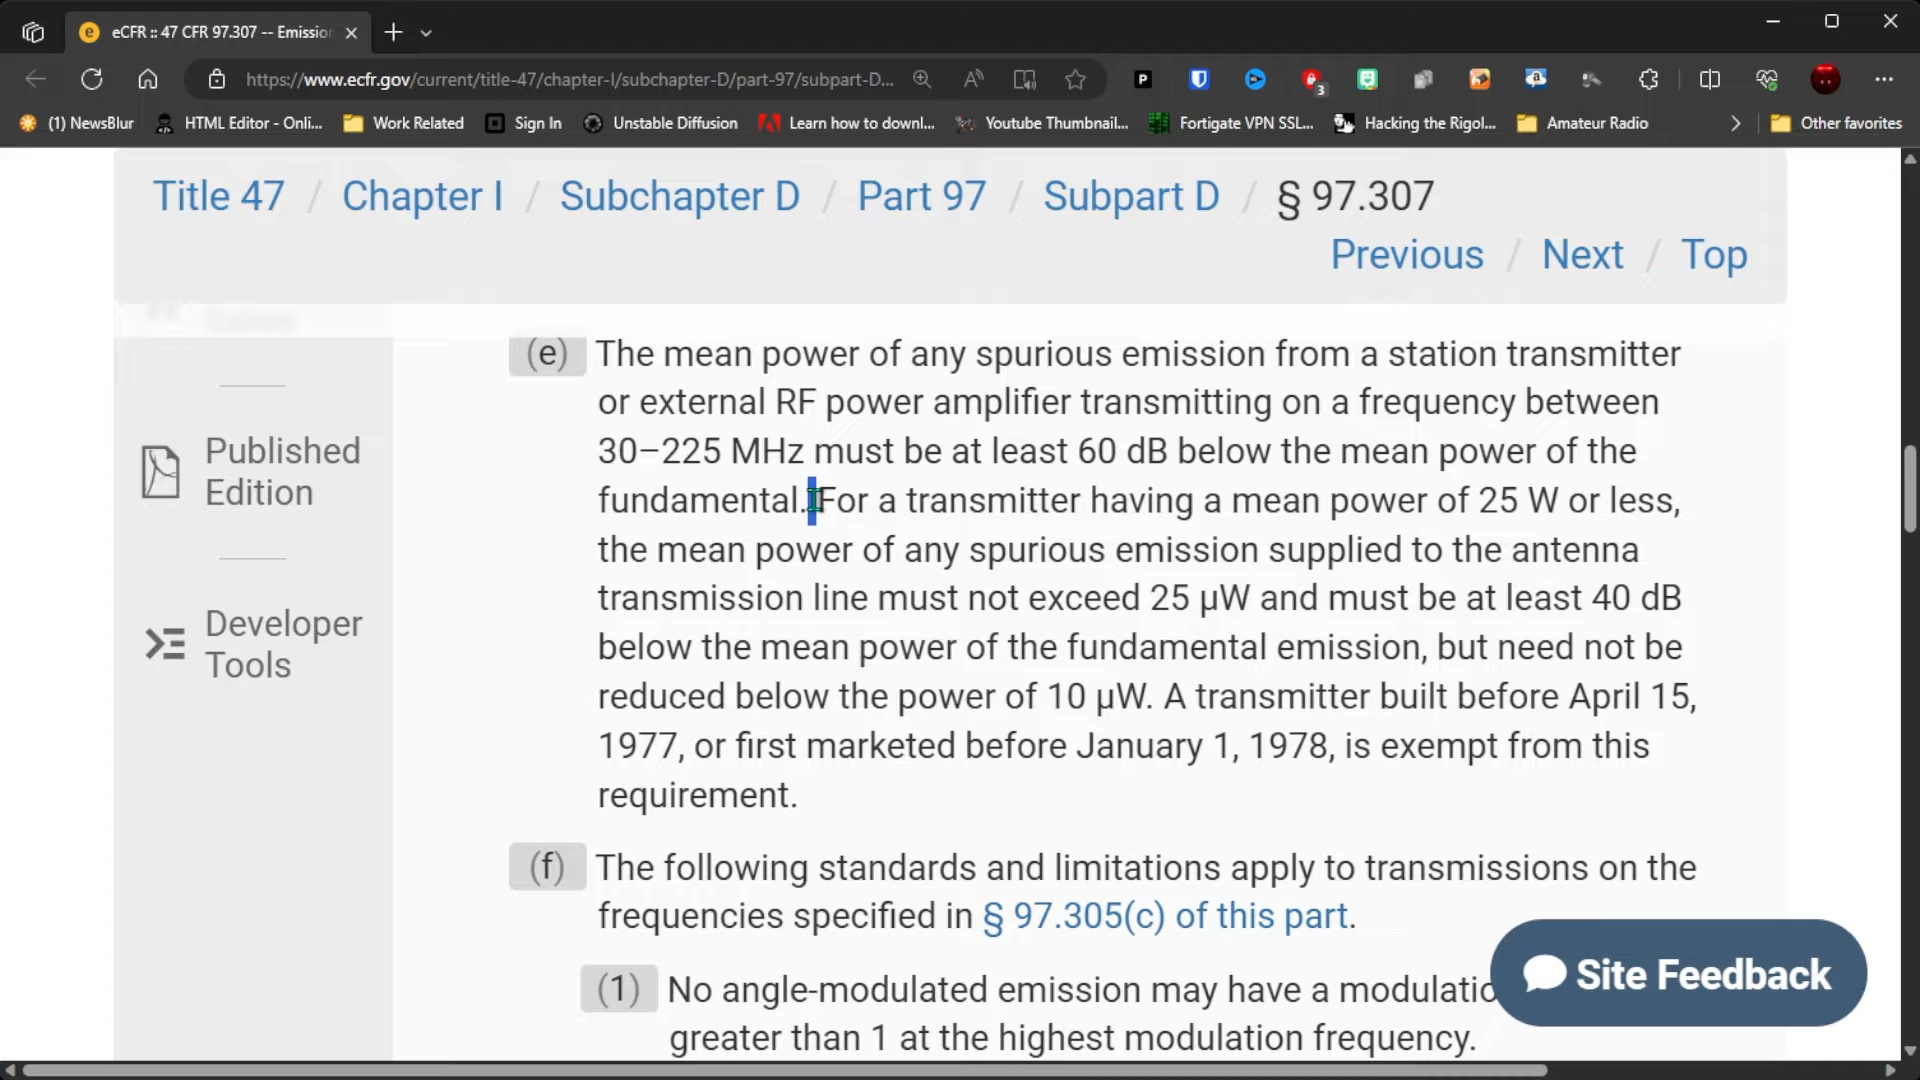 eCFR :: 47 CFR 97.307 -- Emission
https://www.ecfr.gov/current/title-47/chapter-I/subchapter-D/part-97/subpart-D...
P
3
a
(1) NewsBlur
HTML Editor - Onli...
Work Related
Sign In
Unstable Diffusion
Learn how to downl...
Youtube Thumbnail...
Fortigate VPN SSL...
Hacking the Rigol...
Amateur Radio
Other favorites
Title 47 / Chapter I / Subchapter D / Part 97 / Subpart D / § 97.307
Previous / Next / Top
Published
Edition
Developer
Tools
(e) The mean power of any spurious emission from a station transmitter
or external RF power amplifier transmitting on a frequency between
30–225 MHz must be at least 60 dB below the mean power of the
fundamental. For a transmitter having a mean power of 25 W or less,
the mean power of any spurious emission supplied to the antenna
transmission line must not exceed 25 µW and must be at least 40 dB
below the mean power of the fundamental emission, but need not be
reduced below the power of 10 µW. A transmitter built before April 15,
1977, or first marketed before January 1, 1978, is exempt from this
requirement.
(f) The following standards and limitations apply to transmissions on the
frequencies specified in § 97.305(c) of this part.
(1) No angle-modulated emission may have a modulatio
greater than 1 at the highest modulation frequency.
Site Feedback